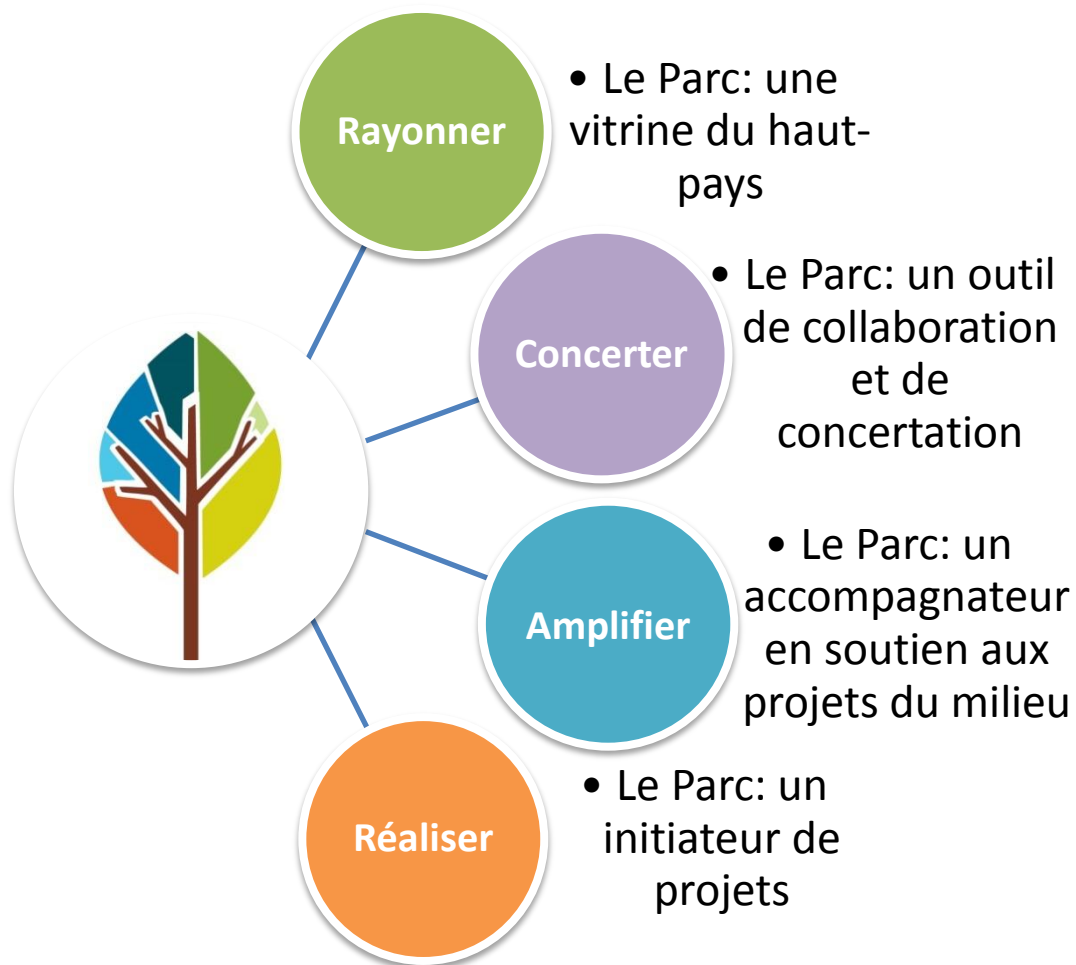 Rayonner
• Le Parc: une
vitrine du haut-
pays
Concerter
• Le Parc: un outil
de collaboration
et de
concertation
Amplifier
• Le Parc: un
accompagnateur
en soutien aux
projets du milieu
Réaliser
• Le Parc: un
initiateur de
projets